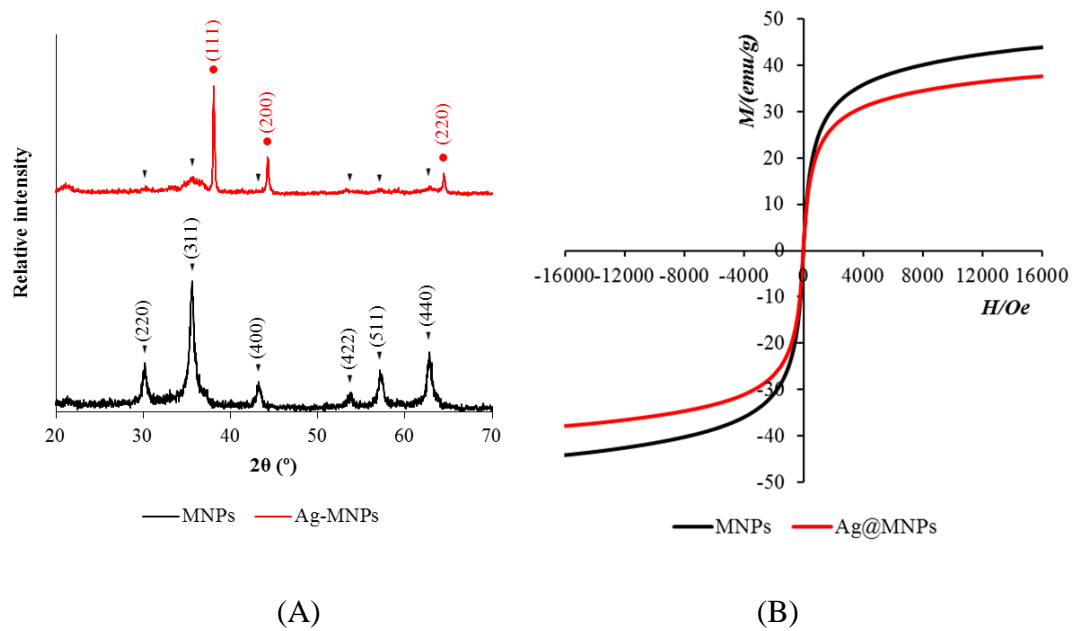 Relative intensity
(111)
(200)
(220)
(220)
(311)
(400)
(422)
(511)
(440)
20 30 40 50 60 70
2θ (º)
MNPs Ag-MNPs
(A)
M/(emu/g)
50
40
30
20
10
0
-10
-20
-30
-40
-50
-16000 -12000 -8000 -4000 0 4000 8000 12000 16000
H/Oe
MNPs Ag@MNPs
(B)